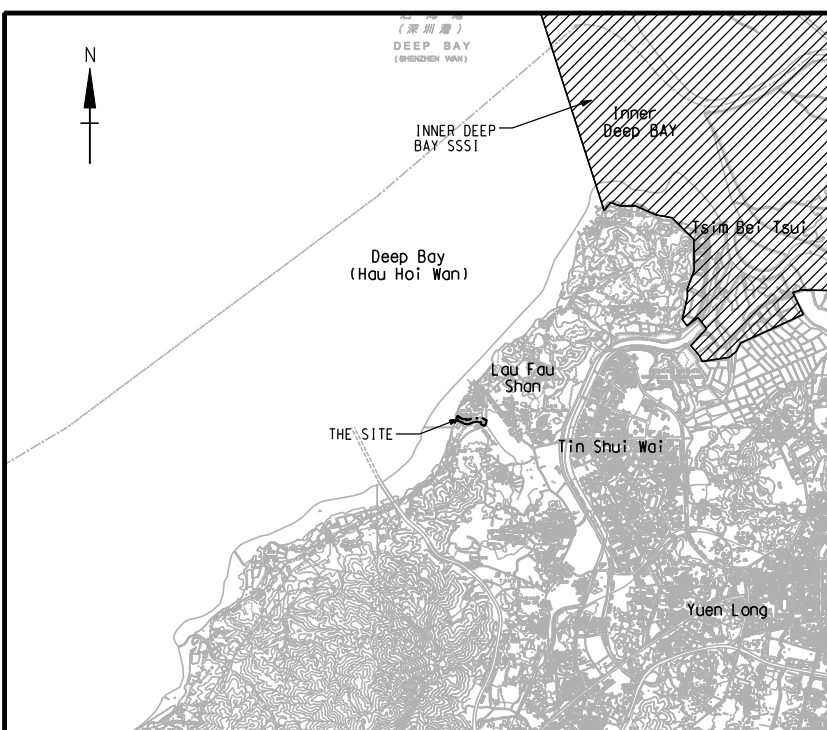 (深圳灣)
DEEP BAY
(SHENZHEN WAN)
N
INNER DEEP
BAY SSSI
Inner
Deep BAY
Tsim Bei Tsui
Deep Bay
(Hau Hoi Wan)
Lau Fau
Shan
THE SITE
Tin Shui Wai
Yuen Long